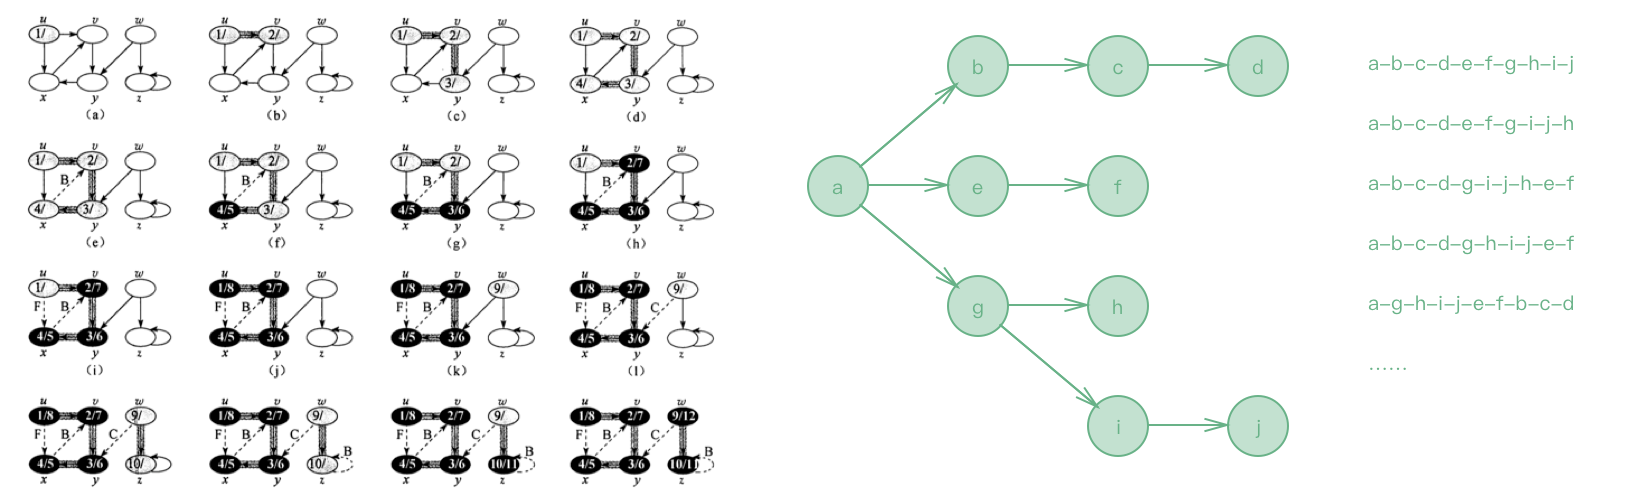 u v w
1/
x y z
(a)
u v w
1/ 2/
x y z
(b)
u v w
1/ 2/
3/
x y z
(c)
u v w
1/ 2/
4/ 3/
x y z
(d)
u v w
1/ 2/
B
4/ 3/
x y z
(e)
u v w
1/ 2/
B
4/5 3/
x y z
(f)
u v w
1/ 2/
B
4/5 3/6
x y z
(g)
u v w
1/ 2/7
B
4/5 3/6
x y z
(h)
u v w
1/ 2/7
F B
4/5 3/6
x y z
(i)
u v w
1/8 2/7
F B
4/5 3/6
x y z
(j)
u v w
1/8 2/7 9/
F B
4/5 3/6
x y z
(k)
u v w
1/8 2/7 9/
F B C
4/5 3/6
x y z
(l)
u v w
1/8 2/7 9/
F B C
4/5 3/6 10/
x y z
u v w
1/8 2/7 9/
F B C B
4/5 3/6 10/
x y z
u v w
1/8 2/7 9/
F B C B
4/5 3/6 10/11
x y z
u v w
1/8 2/7 9/12
F B C B
4/5 3/6 10/11
x y z
b c d
a e f
g h
i j
a–b–c–d–e–f–g–h–i–j
a–b–c–d–e–f–g–i–j–h
a–b–c–d–g–i–j–h–e–f
a–b–c–d–g–h–i–j–e–f
a–g–h–i–j–e–f–b–c–d
......